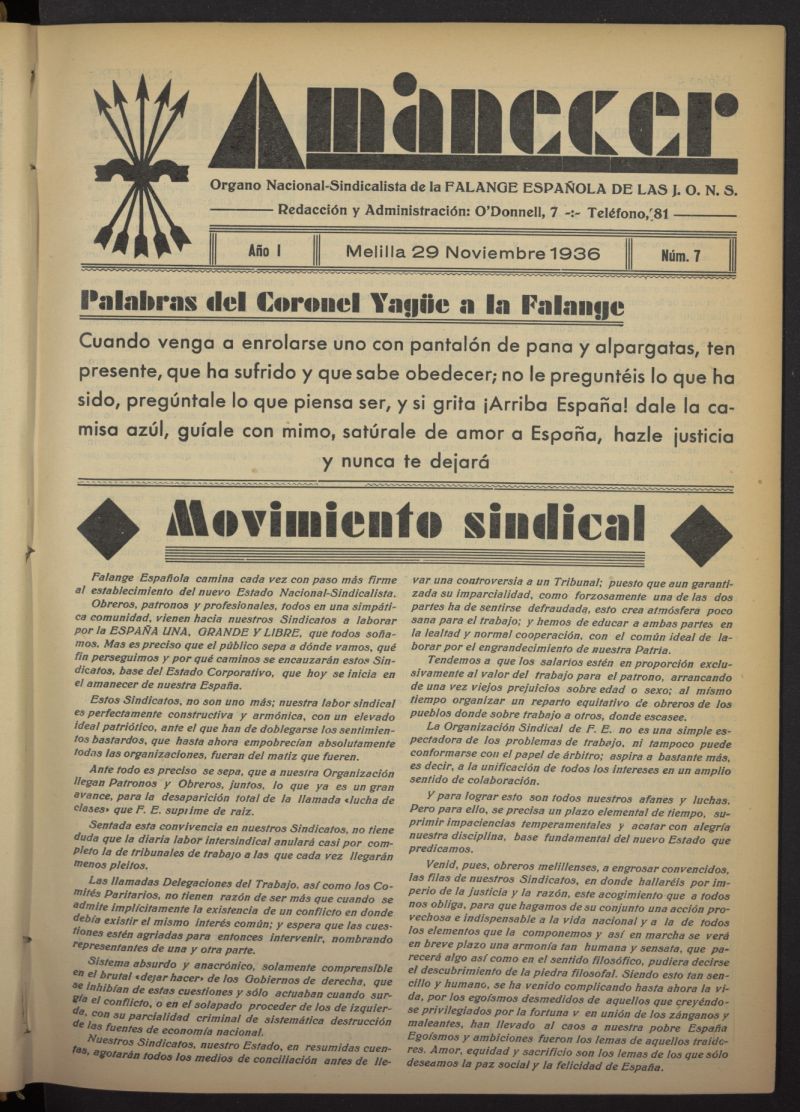 Amanecer
Organo Nacional-Sindicalista de la FALANGE ESPAÑOLA DE LAS J. O. N. S.
Redacción y Administración: O'Donnell, 7 -:- Teléfono, 81
Año I
Melilla 29 Noviembre 1936
Núm. 7
Palabras del Coronel Yagüe a la Falange
Cuando venga a enrolarse uno con pantalón de pana y alpargatas, ten
presente, que ha sufrido y que sabe obedecer; no le preguntéis lo que ha
sido, pregúntale lo que piensa ser, y si grita ¡Arriba España! dale la ca-
misa azúl, guíale con mimo, satúrale de amor a España, hazle justicia
y nunca te dejará
Movimiento sindical
Falange Española camina cada vez con paso más firme
al establecimiento del nuevo Estado Nacional-Sindicalista.
Obreros, patronos y profesionales, todos en una simpáti-
ca comunidad, vienen hacia nuestros Sindicatos a laborar
por la ESPAÑA UNA, GRANDE Y LIBRE, que todos soña-
mos. Mas es preciso que el público sepa a dónde vamos, qué
fin perseguimos y por qué caminos se encauzarán estos Sin-
dicatos, base del Estado Corporativo, que hoy se inicia en
el amanecer de nuestra España.
Estos Sindicatos, no son uno más; nuestra labor sindical
es perfectamente constructiva y armónica, con un elevado
ideal patriótico, ante el que han de doblegarse los sentimien-
tos bastardos, que hasta ahora empobrecían absolutamente
todas las organizaciones, fueran del matiz que fueren.
Ante todo es preciso se sepa, que a nuestra Organización
llegan Patronos y Obreros, juntos, lo que ya es un gran
avance, para la desaparición total de la llamada «lucha de
clases» que F. E. suprime de raiz.
Sentada esta convivencia en nuestros Sindicatos, no tiene
duda que la diaria labor intersindical anulará casi por com-
pleto la de tribunales de trabajo a las que cada vez llegarán
menos pleitos.
Las llamadas Delegaciones del Trabajo, así como los Co-
mités Paritarios, no tienen razón de ser más que cuando se
admite implícitamente la existencia de un conflicto en donde
debía existir el mismo interés común; y espera que las cues-
tiones estén agriadas para entonces intervenir, nombrando
representantes de una y otra parte.
Sistema absurdo y anacrónico, solamente comprensible
en el brutal «dejar hacer» de los Gobiernos de derecha, que
se inhibían de estas cuestiones y sólo actuaban cuando sur-
gía el conflicto, o en el solapado proceder de los de izquier-
da, con su parcialidad criminal de sistemática destrucción
de las fuentes de economía nacional.
Nuestros Sindicatos, nuestro Estado, en resumidas cuen-
tas, agotarán todos los medios de conciliación antes de lle-
var una controversia a un Tribunal; puesto que aun garanti-
zada su imparcialidad, como forzosamente una de las dos
partes ha de sentirse defraudada, esto crea atmósfera poco
sana para el trabajo; y hemos de educar a ambas partes en
la lealtad y normal cooperación, con el común ideal de la-
borar por el engrandecimiento de nuestra Patria.
Tendemos a que los salarios estén en proporción exclu-
sivamente al valor del trabajo para el patrono, arrancando
de una vez viejos prejuicios sobre edad o sexo; al mismo
tiempo organizar un reparto equitativo de obreros de los
pueblos donde sobre trabajo a otros, donde escasee.
La Organización Sindical de F. E. no es una simple es-
pectadora de los problemas de trabajo, ni tampoco puede
conformarse con el papel de árbitro; aspira a bastante más,
es decir, a la unificación de todos los intereses en un amplio
sentido de colaboración.
Y para lograr esto son todos nuestros afanes y luchas.
Pero para ello, se precisa un plazo elemental de tiempo, su-
primir impaciencias temperamentales y acatar con alegría
nuestra disciplina, base fundamental del nuevo Estado que
predicamos.
Venid, pues, obreros melillenses, a engrosar convencidos,
las filas de nuestros Sindicatos, en donde hallaréis por im-
perio de la justicia y la razón, este acogimiento que a todos
nos obliga, para que hagamos de su conjunto una acción pro-
vechosa e indispensable a la vida nacional y a la de todos
los elementos que la componemos y así en marcha se verá
en breve plazo una armonía tan humana y sensata, que pa-
recerá algo así como en el sentido filosófico, pudiera decirse
el descubrimiento de la piedra filosofal. Siendo esto tan sen-
cillo y humano, se ha venido complicando hasta ahora la vi-
da, por los egoísmos desmedidos de aquellos que creyéndo-
se privilegiados por la fortuna y en unión de los zánganos y
maleantes, han llevado al caos a nuestra pobre España
Egoísmos y ambiciones fueron los lemas de aquellos traido-
res. Amor, equidad y sacrificio son los lemas de los que sólo
deseamos la paz social y la felicidad de España.